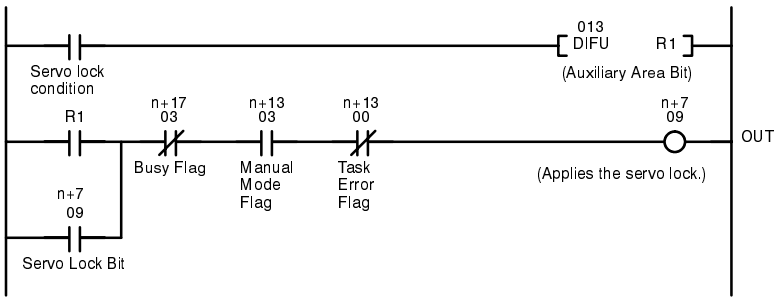 013
DIFU R1
Servo lock
condition
(Auxiliary Area Bit)
R1
n+17
03
n+13
03
n+13
00
n+7
09
OUT
Busy Flag
Manual
Mode
Flag
Task
Error
Flag
(Applies the servo lock.)
n+7
09
Servo Lock Bit